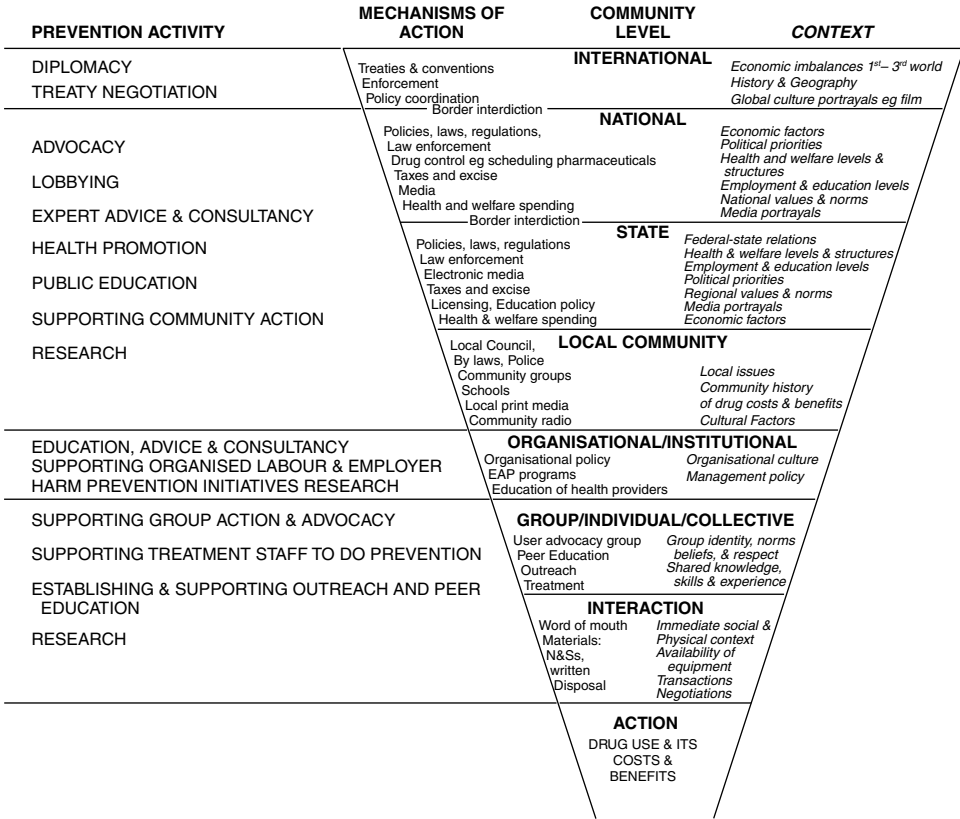 PREVENTION ACTIVITY
MECHANISMS OF
ACTION
COMMUNITY
LEVEL
CONTEXT
DIPLOMACY
TREATY NEGOTIATION
INTERNATIONAL
Treaties & conventions
Enforcement
Policy coordination
Economic imbalances 1st– 3rd world
History & Geography
Global culture portrayals eg film
Border interdiction
ADVOCACY
LOBBYING
EXPERT ADVICE & CONSULTANCY
HEALTH PROMOTION
PUBLIC EDUCATION
SUPPORTING COMMUNITY ACTION
RESEARCH
NATIONAL
Policies, laws, regulations,
Law enforcement
Drug control eg scheduling pharmaceuticals
Taxes and excise
Media
Health and welfare spending
Economic factors
Political priorities
Health and welfare levels &
structures
Employment & education levels
National values & norms
Media portrayals
Border interdiction
STATE
Policies, laws, regulations
Law enforcement
Electronic media
Taxes and excise
Licensing, Education policy
Health & welfare spending
Federal-state relations
Health & welfare levels & structures
Employment & education levels
Political priorities
Regional values & norms
Media portrayals
Economic factors
LOCAL COMMUNITY
Local Council,
By laws, Police
Community groups
Schools
Local print media
Community radio
Local issues
Community history
of drug costs & benefits
Cultural Factors
EDUCATION, ADVICE & CONSULTANCY
SUPPORTING ORGANISED LABOUR & EMPLOYER
HARM PREVENTION INITIATIVES RESEARCH
ORGANISATIONAL/INSTITUTIONAL
Organisational policy
EAP programs
Education of health providers
Organisational culture
Management policy
SUPPORTING GROUP ACTION & ADVOCACY
SUPPORTING TREATMENT STAFF TO DO PREVENTION
ESTABLISHING & SUPPORTING OUTREACH AND PEER
EDUCATION
RESEARCH
GROUP/INDIVIDUAL/COLLECTIVE
User advocacy group
Peer Education
Outreach
Treatment
Group identity, norms
beliefs, & respect
Shared knowledge,
skills & experience
INTERACTION
Word of mouth
Materials:
N&Ss,
written
Disposal
Immediate social &
Physical context
Availability of
equipment
Transactions
Negotiations
ACTION
DRUG USE & ITS
COSTS &
BENEFITS